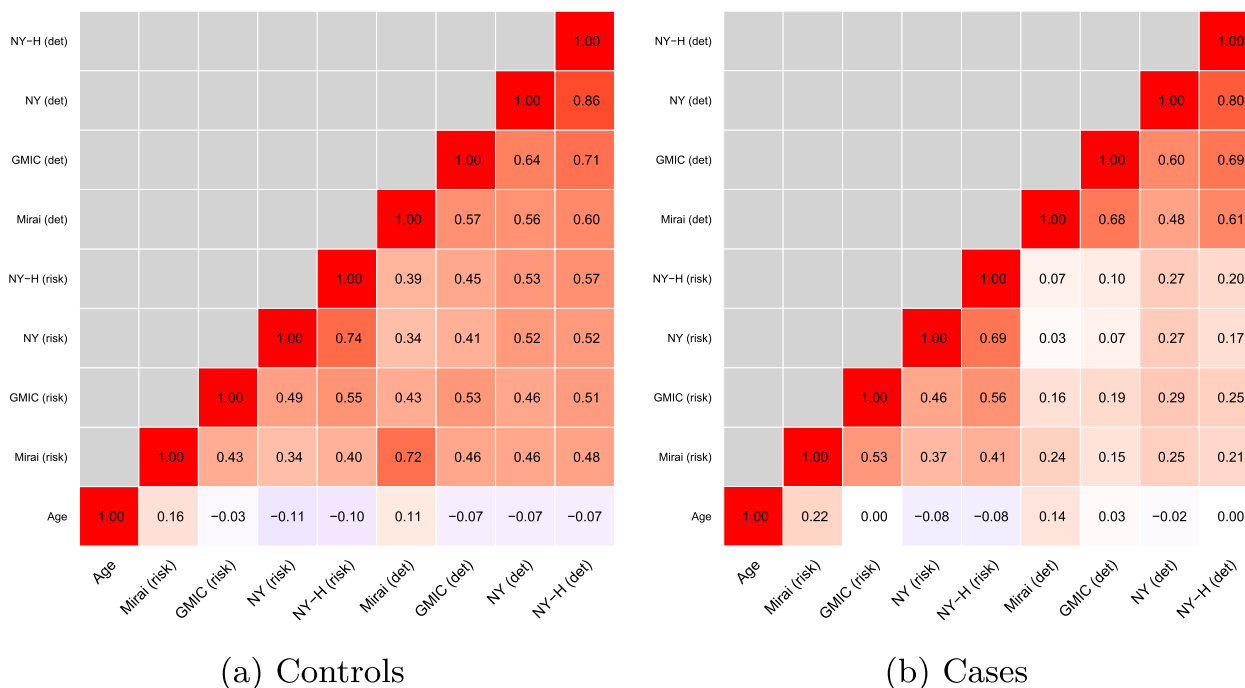 NY−H (det) 1.00
NY (det) 1.00 0.86
GMIC (det) 1.00 0.64 0.71
Mirai (det) 1.00 0.57 0.56 0.60
NY−H (risk) 1.00 0.39 0.45 0.53 0.57
NY (risk) 1.00 0.74 0.34 0.41 0.52 0.52
GMIC (risk) 1.00 0.49 0.55 0.43 0.53 0.46 0.51
Mirai (risk) 1.00 0.43 0.34 0.40 0.72 0.46 0.46 0.48
Age 1.00 0.16 −0.03 −0.11 −0.10 0.11 −0.07 −0.07 −0.07
Age Mirai (risk) GMIC (risk) NY (risk) NY−H (risk) Mirai (det) GMIC (det) NY (det) NY−H (det)
(a) Controls
NY−H (det) 1.00
NY (det) 1.00 0.80
GMIC (det) 1.00 0.60 0.69
Mirai (det) 1.00 0.68 0.48 0.61
NY−H (risk) 1.00 0.07 0.10 0.27 0.20
NY (risk) 1.00 0.69 0.03 0.07 0.27 0.17
GMIC (risk) 1.00 0.46 0.56 0.16 0.19 0.29 0.25
Mirai (risk) 1.00 0.53 0.37 0.41 0.24 0.15 0.25 0.21
Age 1.00 0.22 0.00 −0.08 −0.08 0.14 0.03 −0.02 0.00
Age Mirai (risk) GMIC (risk) NY (risk) NY−H (risk) Mirai (det) GMIC (det) NY (det) NY−H (det)
(b) Cases